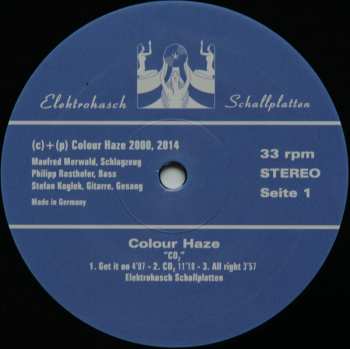 Elektrohasch Schallplatten
(c)+(p) Colour Haze 2000, 2014
Manfred Merwald, Schlagzeug
Philipp Rasthofer, Bass
Stefan Koglek, Gitarre, Gesang
Made in Germany
33 rpm
STEREO
Seite 1
Colour Haze
"CO₂"
1. Get it on 4'07 - 2. CO₂ 11'18 - 3. All right 3'57
Elektrohasch Schallplatten